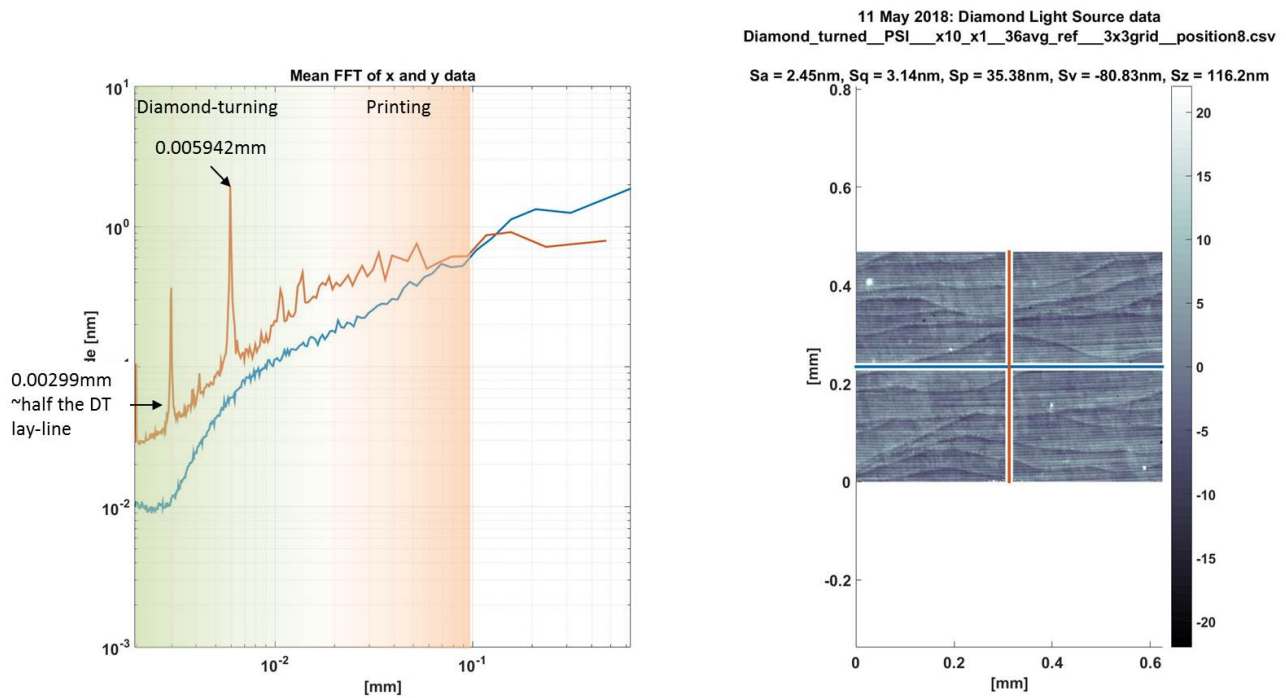 11 May 2018: Diamond Light Source data
Diamond_turned__PSI___x10_x1__36avg_ref___3x3grid__position8.csv
Sa = 2.45nm, Sq = 3.14nm, Sp = 35.38nm, Sv = -80.83nm, Sz = 116.2nm
Mean FFT of x and y data
Diamond-turning
Printing
0.005942mm
0.00299mm
~half the DT
lay-line
[nm]
10^1
10^0
10^-1
10^-2
10^-3
10^-2
10^-1
[mm]
[mm]
0.8
0.6
0.4
0.2
0
-0.2
0
0.2
0.4
0.6
[mm]
20
15
10
5
0
-5
-10
-15
-20